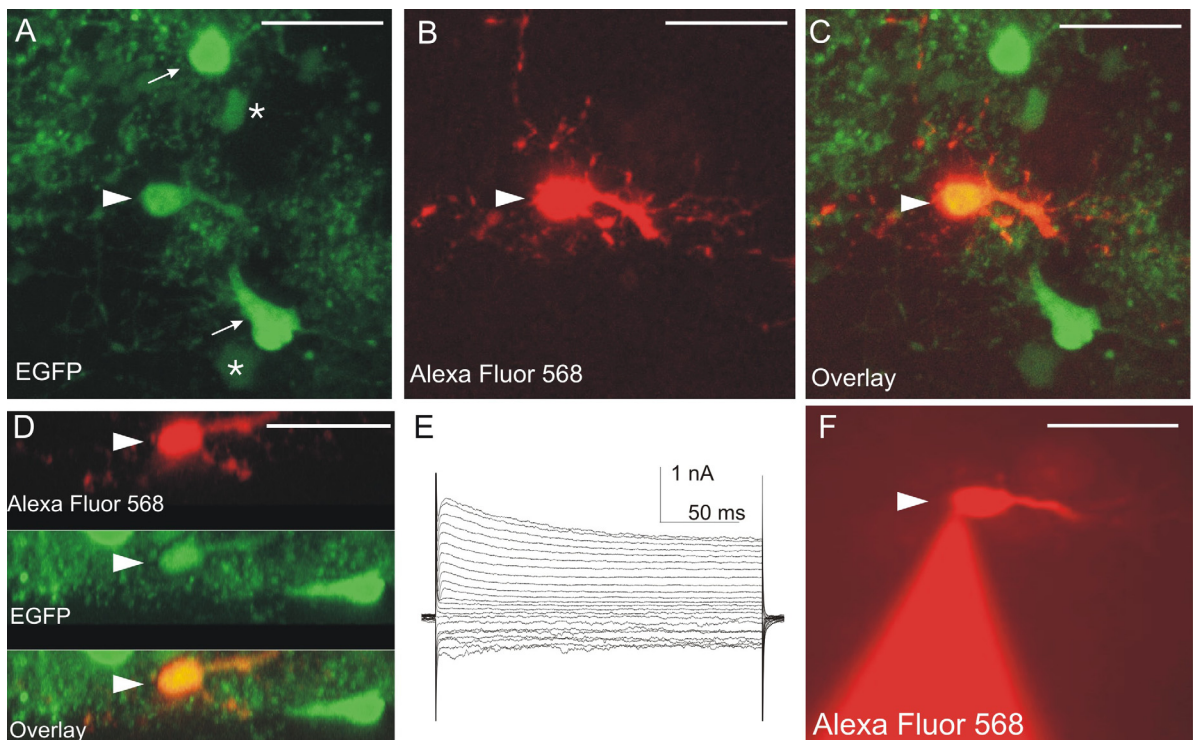 A
*
*
EGFP
B
Alexa Fluor 568
C
Overlay
D
Alexa Fluor 568
EGFP
Overlay
E
1 nA
50 ms
F
Alexa Fluor 568